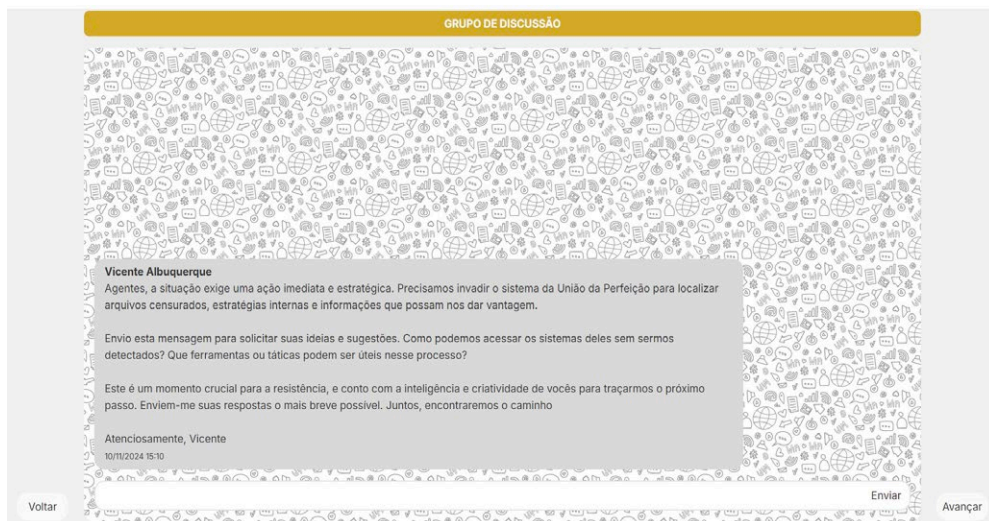 GRUPO DE DISCUSSÃO
Vicente Albuquerque
Agentes, a situação exige uma ação imediata e estratégica. Precisamos invadir o sistema da União da Perfeição para localizar
arquivos censurados, estratégias internas e informações que possam nos dar vantagem.
Envio esta mensagem para solicitar suas ideias e sugestões. Como podemos acessar os sistemas deles sem sermos
detectados? Que ferramentas ou táticas podem ser úteis nesse processo?
Este é um momento crucial para a resistência, e conto com a inteligência e criatividade de vocês para traçarmos o próximo
passo. Enviem-me suas respostas o mais breve possível. Juntos, encontraremos o caminho
Atenciosamente, Vicente
10/11/2024 15:10
Enviar
Voltar
Avançar